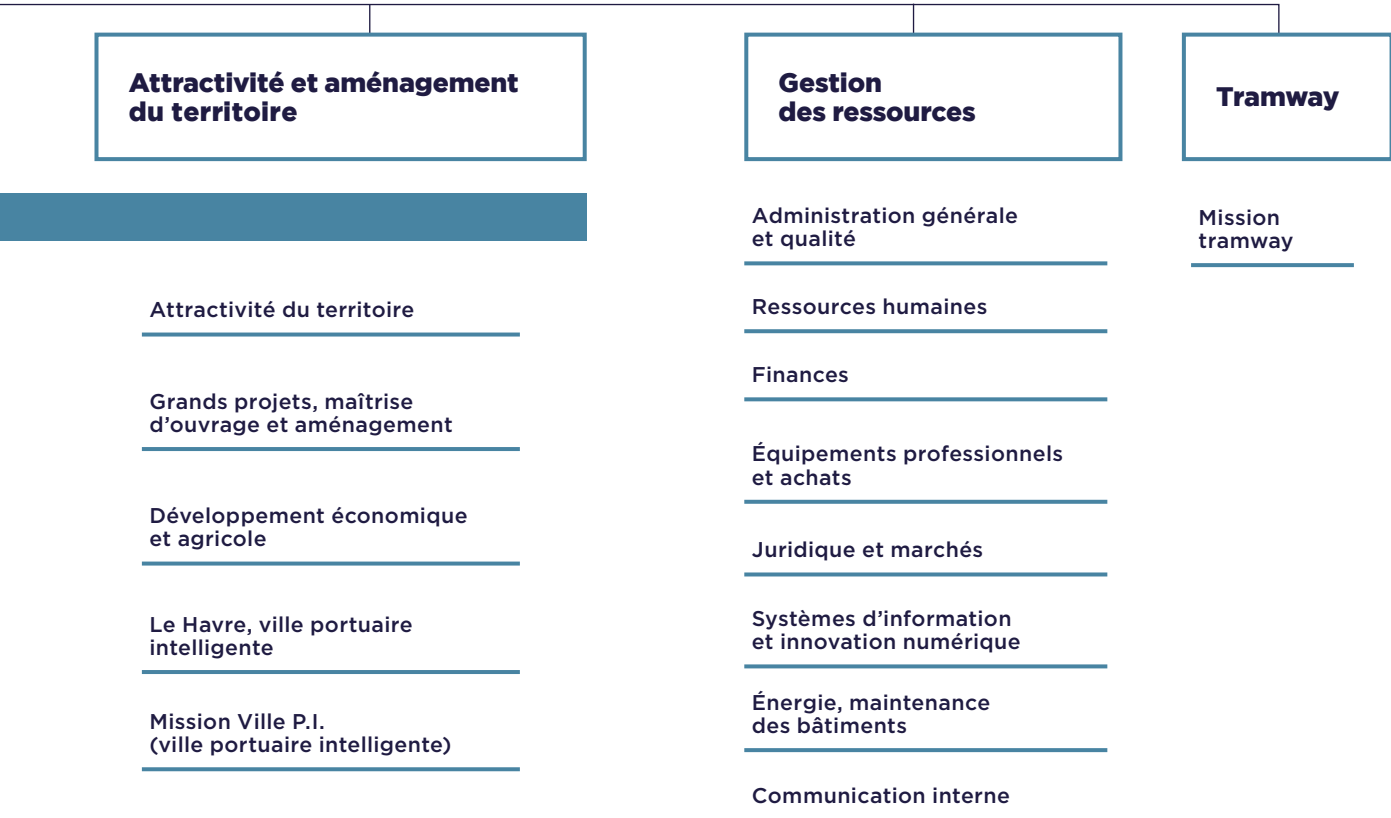 Attractivité et aménagement
du territoire
Attractivité du territoire
Grands projets, maîtrise
d’ouvrage et aménagement
Développement économique
et agricole
Le Havre, ville portuaire
intelligente
Mission Ville P.I.
(ville portuaire intelligente)
Gestion
des ressources
Administration générale
et qualité
Ressources humaines
Finances
Équipements professionnels
et achats
Juridique et marchés
Systèmes d’information
et innovation numérique
Énergie, maintenance
des bâtiments
Communication interne
Tramway
Mission
tramway